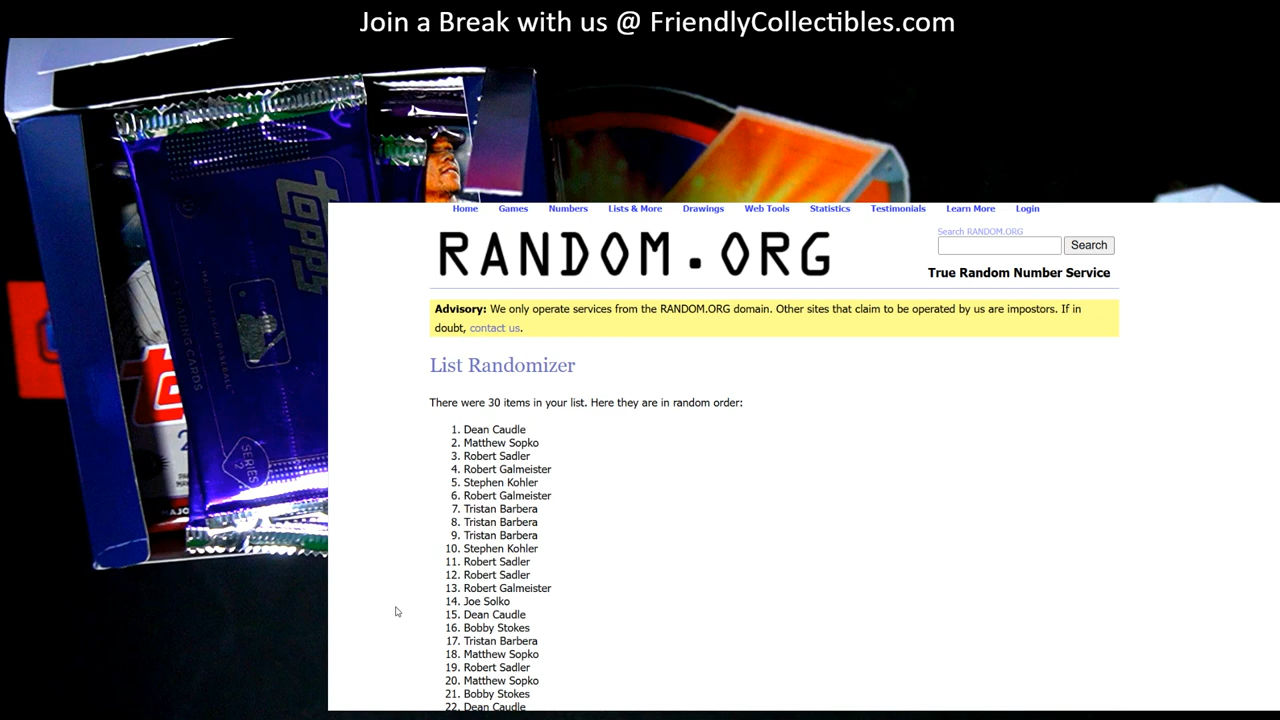 Join a Break with us @ FriendlyCollectibles.com
Home Games Numbers Lists & More Drawings Web Tools Statistics Testimonials Learn More Login
RANDOM.ORG
Search RANDOM.ORG
Search
True Random Number Service
Advisory: We only operate services from the RANDOM.ORG domain. Other sites that claim to be operated by us are impostors. If in
doubt, contact us.
List Randomizer
There were 30 items in your list. Here they are in random order:
1. Dean Caudle
2. Matthew Sopko
3. Robert Sadler
4. Robert Galmeister
5. Stephen Kohler
6. Robert Galmeister
7. Tristan Barbera
8. Tristan Barbera
9. Tristan Barbera
10. Stephen Kohler
11. Robert Sadler
12. Robert Sadler
13. Robert Galmeister
14. Joe Solko
15. Dean Caudle
16. Bobby Stokes
17. Tristan Barbera
18. Matthew Sopko
19. Robert Sadler
20. Matthew Sopko
21. Bobby Stokes
22. Dean Caudle
topps
TRADING CARDS
SERIES
2